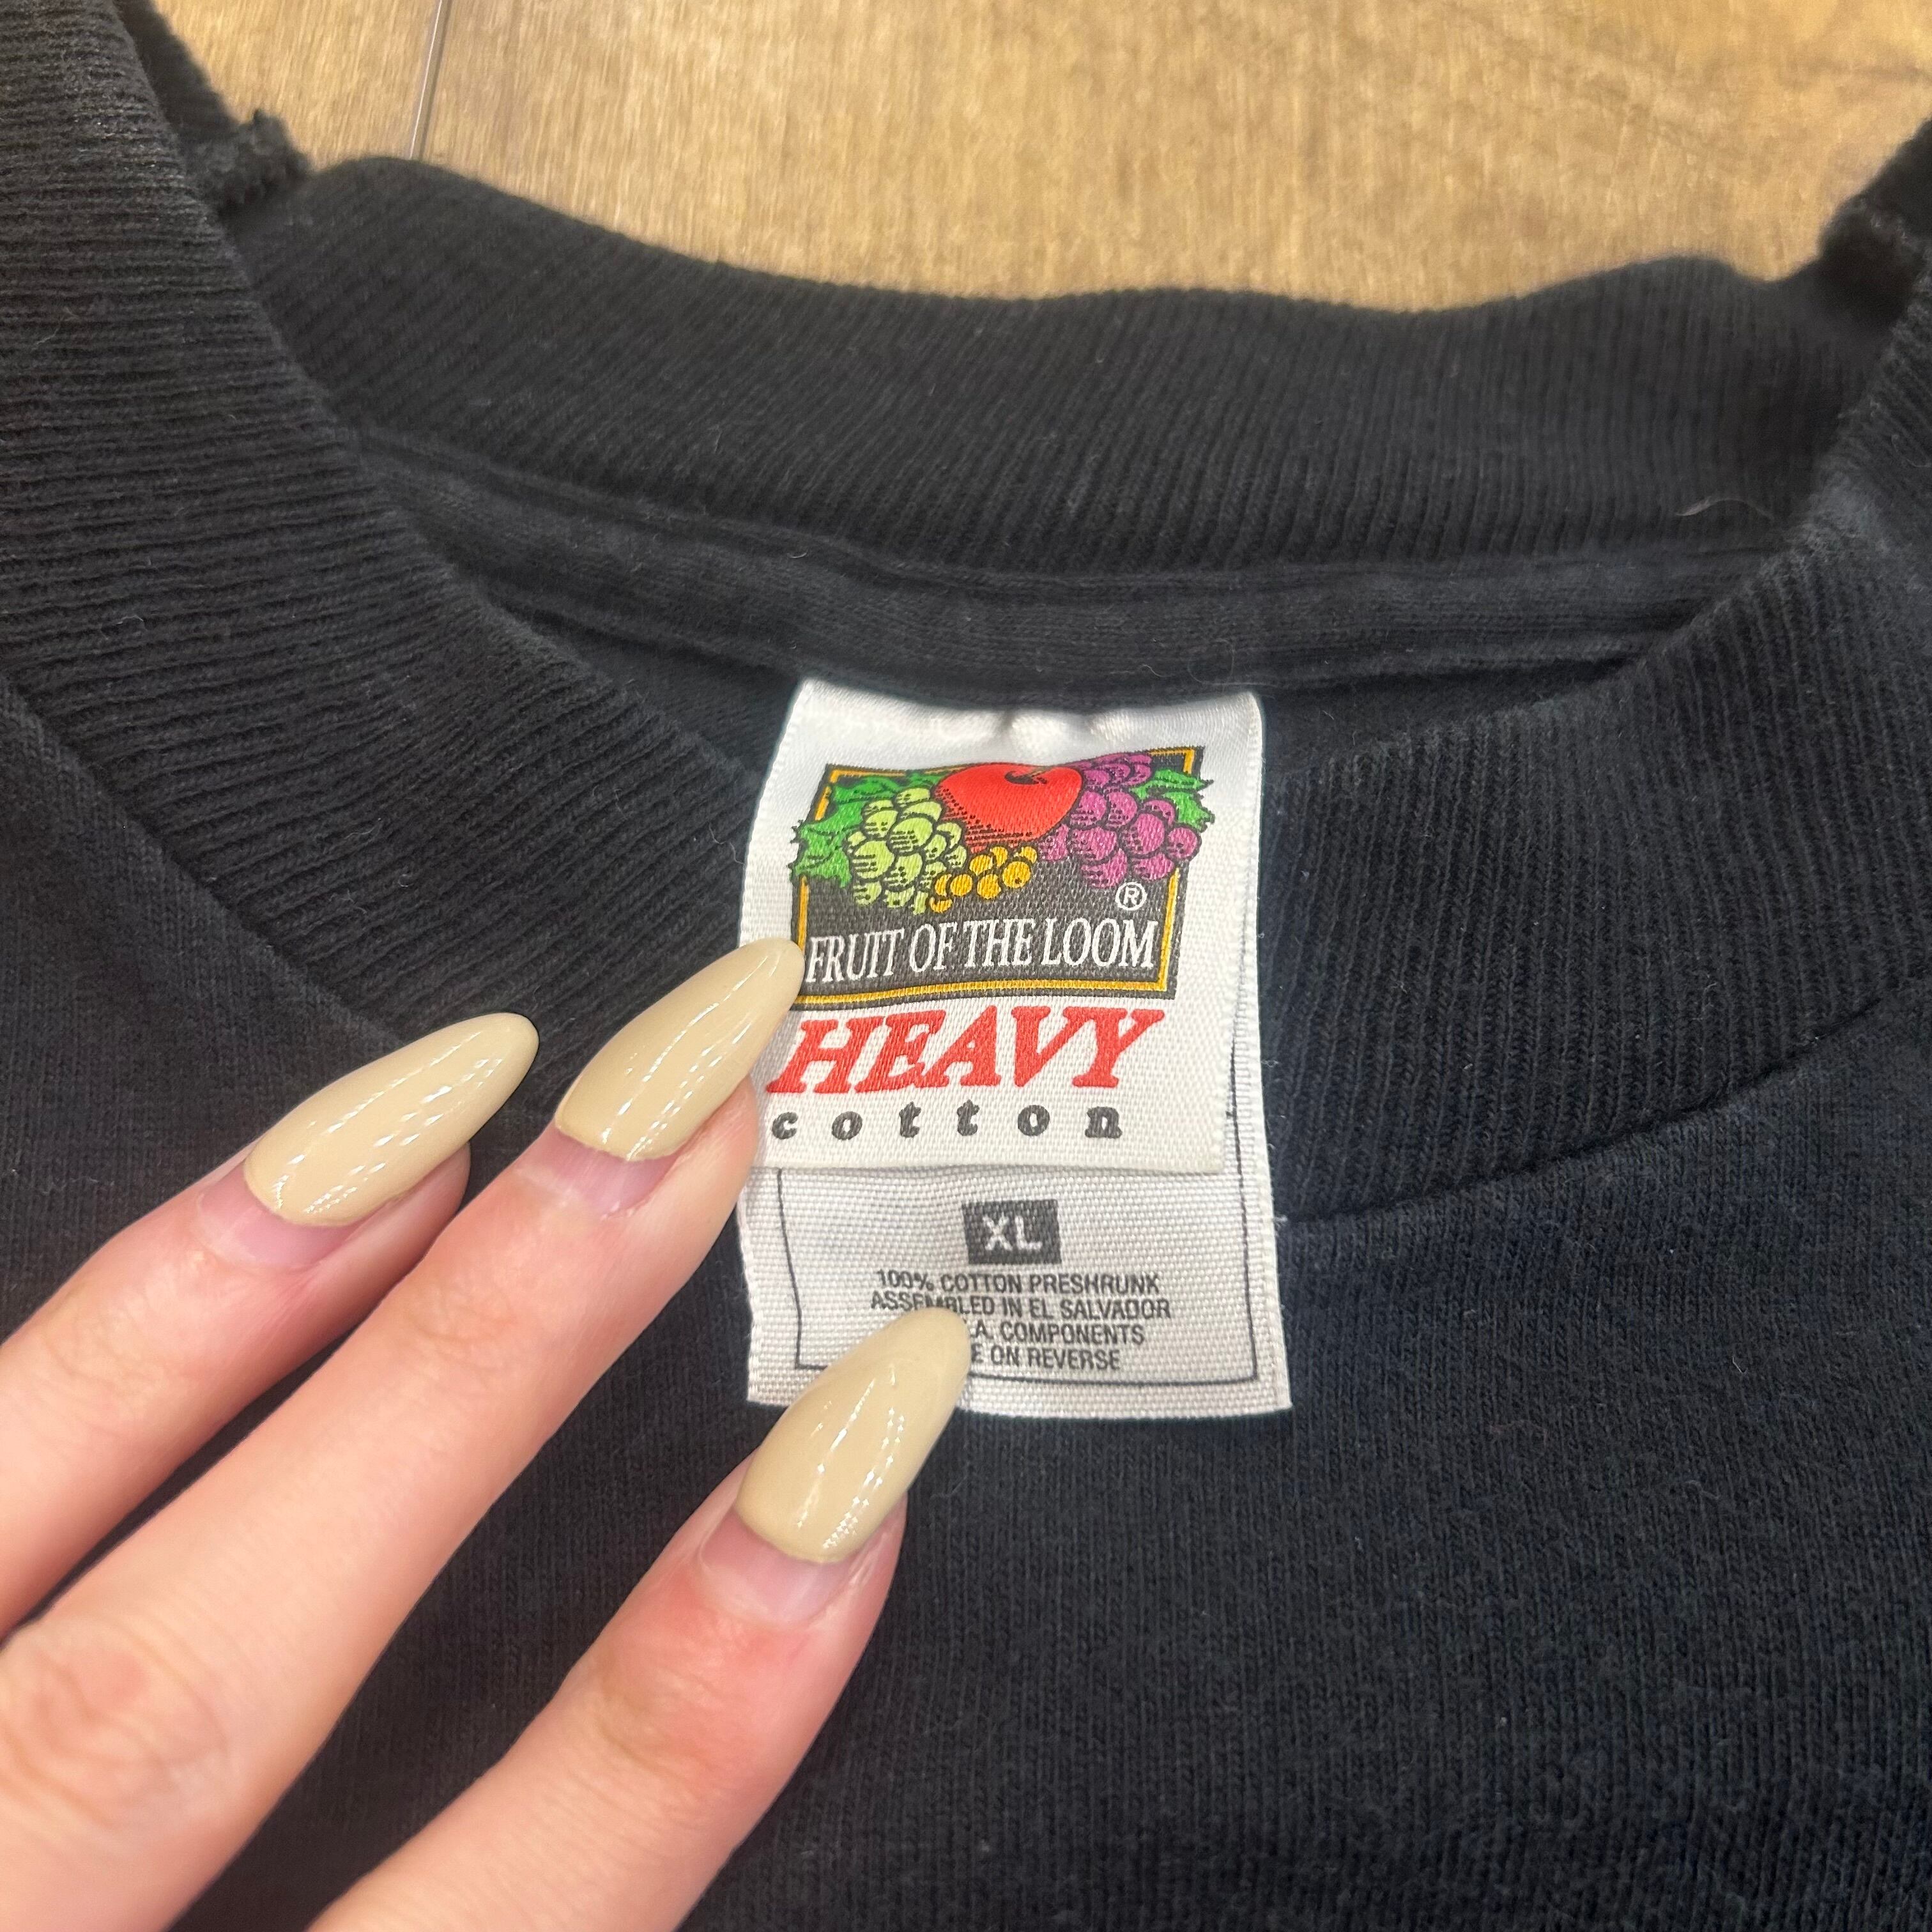 ®
FRUIT OF THE LOOM
HEAVY
cotton
XL
100% COTTON PRESHRUNK
ASSEMBLED IN EL SALVADOR
COMPONENTS
ON REVERSE